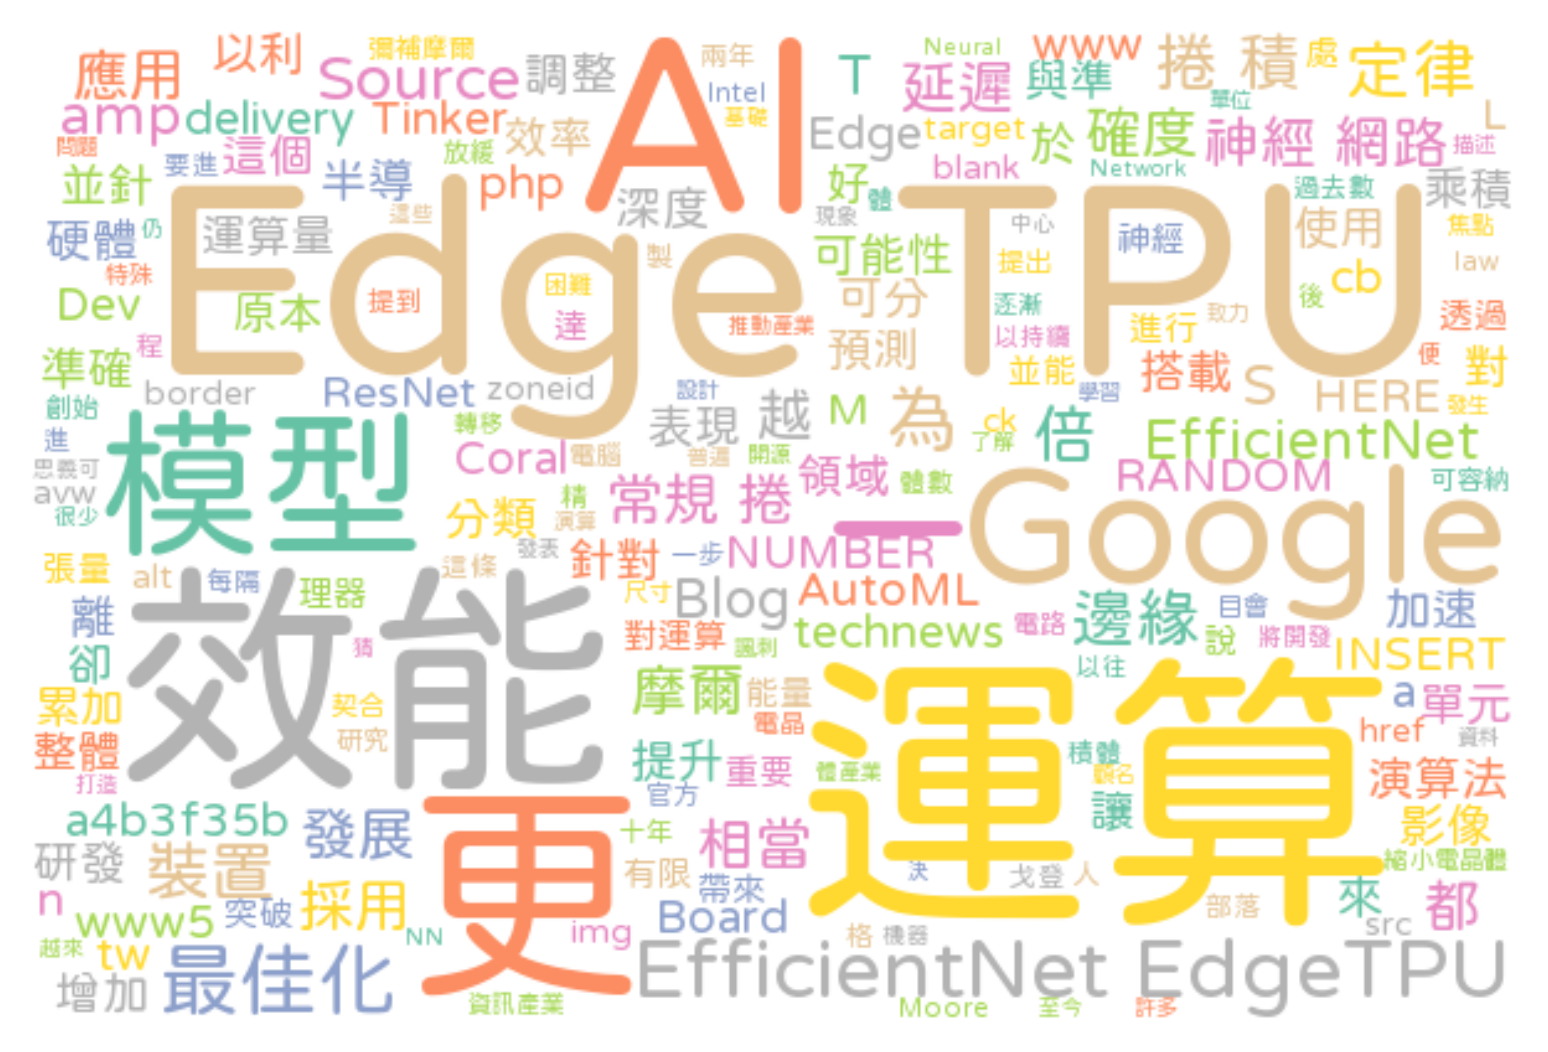 應用
以利
彌補摩爾
Source
調整
AI
兩年
Intel
基礎
T
Neural
www
捲 積
處
定律
延遲
與準
單位
L
amp
delivery
Tinker
效率
Edge
target
於
確度
神經 網路
描述
問題
要進
這個
放緩
blank
Network
並針
半導
php
深度
好
體
過去數
乘積
Edge TPU
硬體
仍
運算量
這些
現象
中心
神經
使用
焦點
特殊
製
可能性
提出
law
Dev
原本
提到
困難
達
推動產業
可分
逐漸
後
cb
透過
程
預測
以持續
進行
致力
便
準確
border
ResNet
zoneid
設計
並能
學習
搭載
S
HERE
對
發生
創始
進
模型
轉移
表現
越
M
為
ck
了解
倍
EfficientNet
思義可
avw
很少
Coral
電腦
普遍
開源
領域
體數
RANDOM
可容納
分類
精
演算
常規 捲
一
Google
張量
alt
每隔
理器
這條
發表
針對
一步
NUMBER
離
效能
尺寸
Blog
AutoML
邊緣
目會
加速
卻
猜
對運算
諷刺
technews
電路
說
將開發
INSERT
累加
契合
摩爾
能量
運算
以往
a
單元
整體
研究
電晶
href
資料
打造
提升
重要
體產業
積體
顧名
演算法
a4b3f35b
發展
更
官方
讓
影像
研發
裝置
十年
相當
縮小電晶體
n
有限
帶來
決
戈登
人
www5
突破
採用
Board
部落
來
都
越來
tw
NN
img
格
機器
src
增加
最佳化
EfficientNet EdgeTPU
資訊產業
Moore
至今
許多